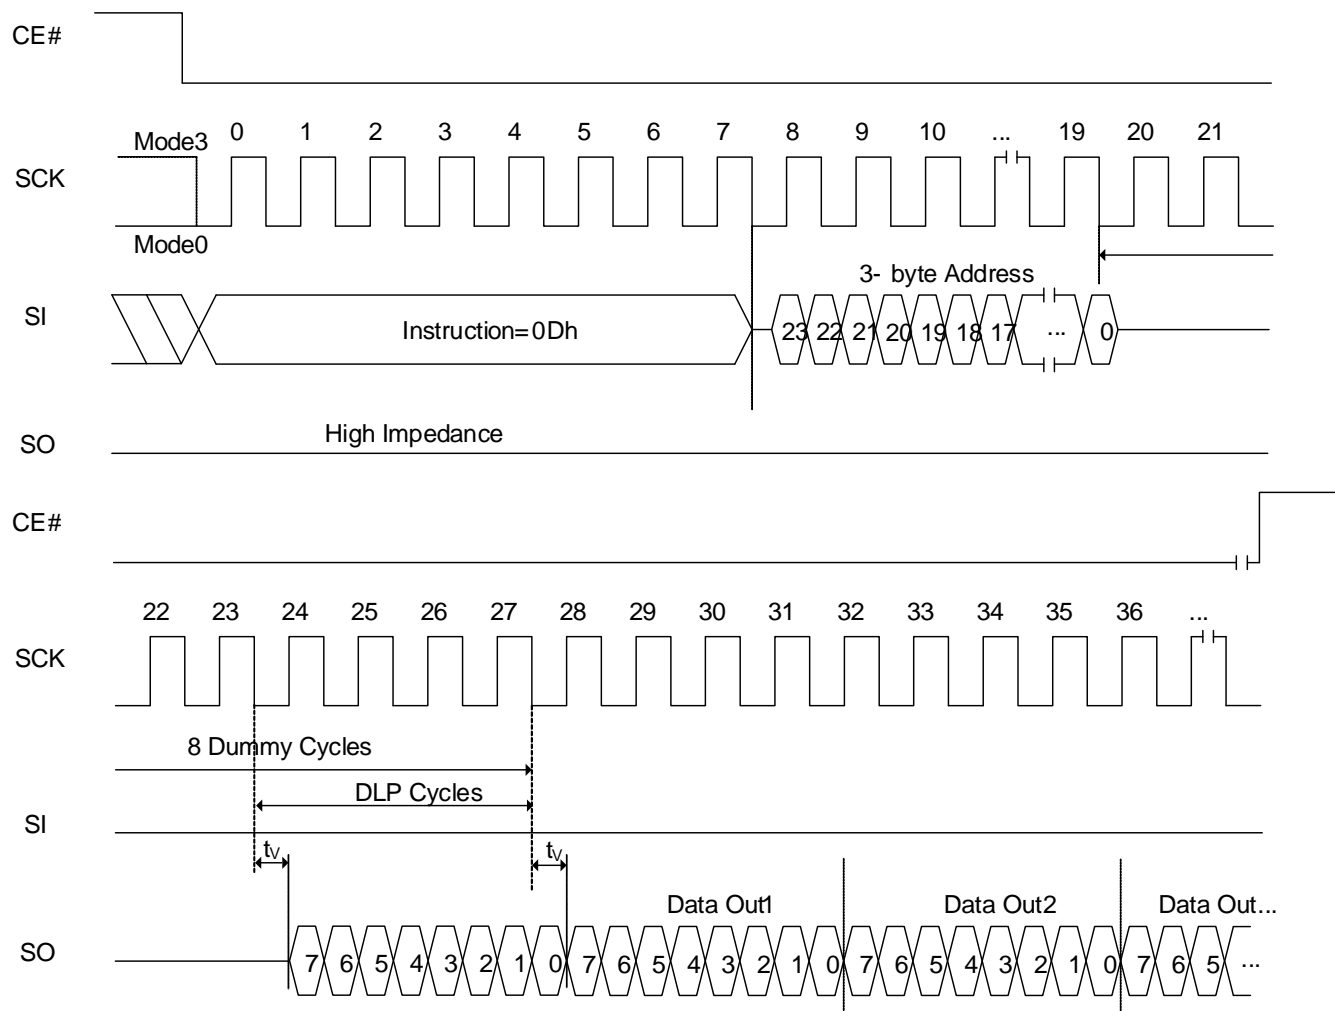 CE#
0 1 2 3 4 5 6 7 8 9 10 ... 19 20 21
Mode3
SCK
Mode0
3- byte Address
SI
Instruction=0Dh
23 22 21 20 19 18 17 ... 0
High Impedance
SO
CE#
22 23 24 25 26 27 28 29 30 31 32 33 34 35 36 ...
SCK
8 Dummy Cycles
DLP Cycles
SI
tV tV
Data Out1 Data Out2 Data Out...
SO
7 6 5 4 3 2 1 0 7 6 5 4 3 2 1 0 7 6 5 4 3 2 1 0 7 6 5 ...